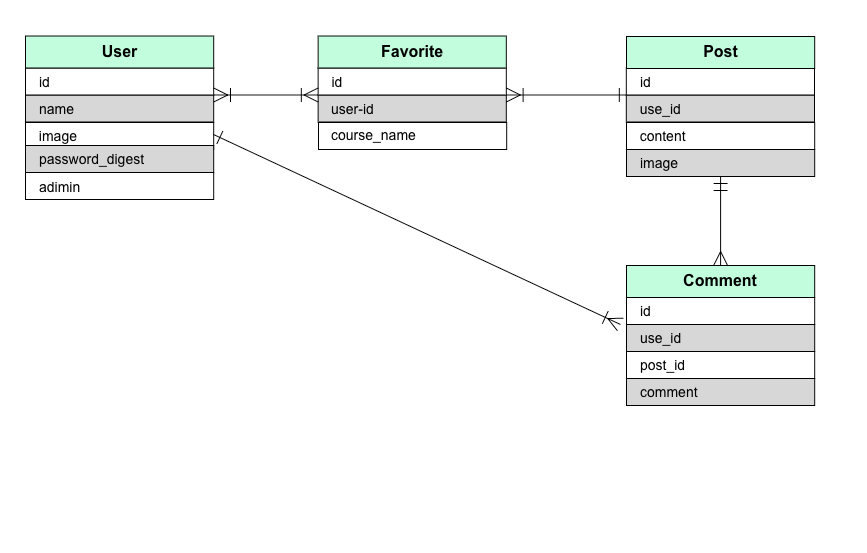 User
id
name
image
password_digest
adimin
Favorite
id
user-id
course_name
Post
id
use_id
content
image
Comment
id
use_id
post_id
comment